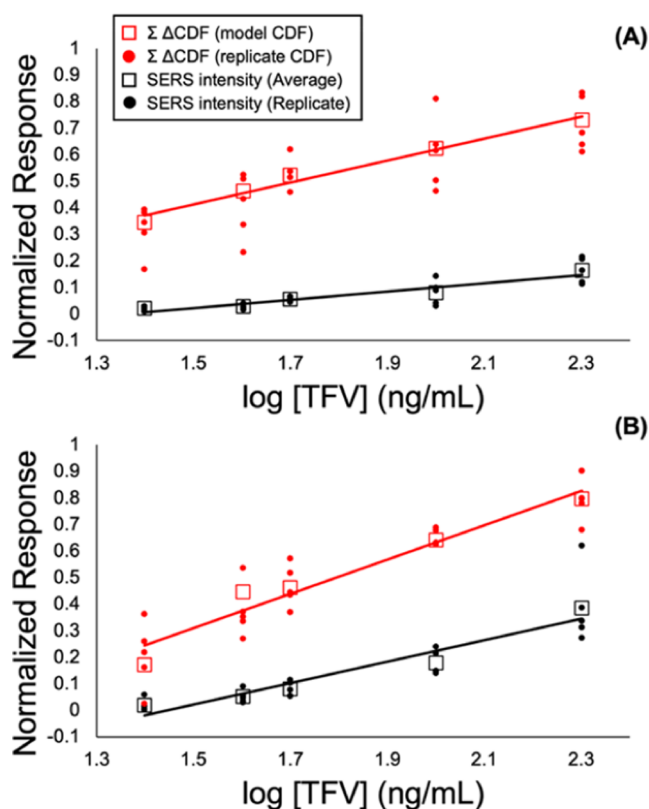 (A)
Σ ΔCDF (model CDF)
Σ ΔCDF (replicate CDF)
SERS intensity (Average)
SERS intensity (Replicate)
Normalized Response
1
0.9
0.8
0.7
0.6
0.5
0.4
0.3
0.2
0.1
0
-0.1
1.3 1.5 1.7 1.9 2.1 2.3
log [TFV] (ng/mL)
(B)
Normalized Response
1
0.9
0.8
0.7
0.6
0.5
0.4
0.3
0.2
0.1
0
-0.1
1.3 1.5 1.7 1.9 2.1 2.3
log [TFV] (ng/mL)